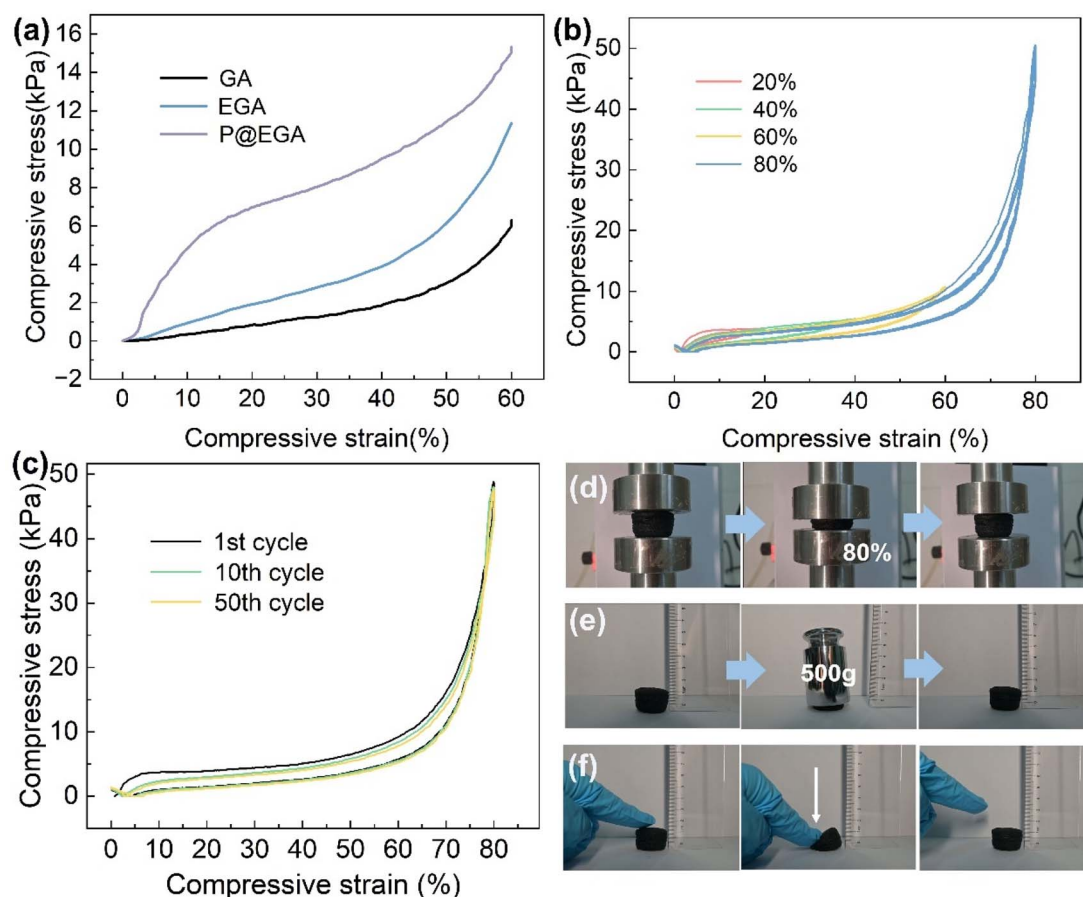 (a)
16
14
12
10
8
6
4
2
0
−2
Compressive stress(kPa)
GA
EGA
P@EGA
0 10 20 30 40 50 60
Compressive strain(%)
(b)
50
40
30
20
10
0
Compressive stress (kPa)
20%
40%
60%
80%
0 20 40 60 80
Compressive strain (%)
(c)
50
40
30
20
10
0
Compressive stress (kPa)
1st cycle
10th cycle
50th cycle
0 10 20 30 40 50 60 70 80
Compressive strain (%)
(d)
80%
(e)
500g
(f)